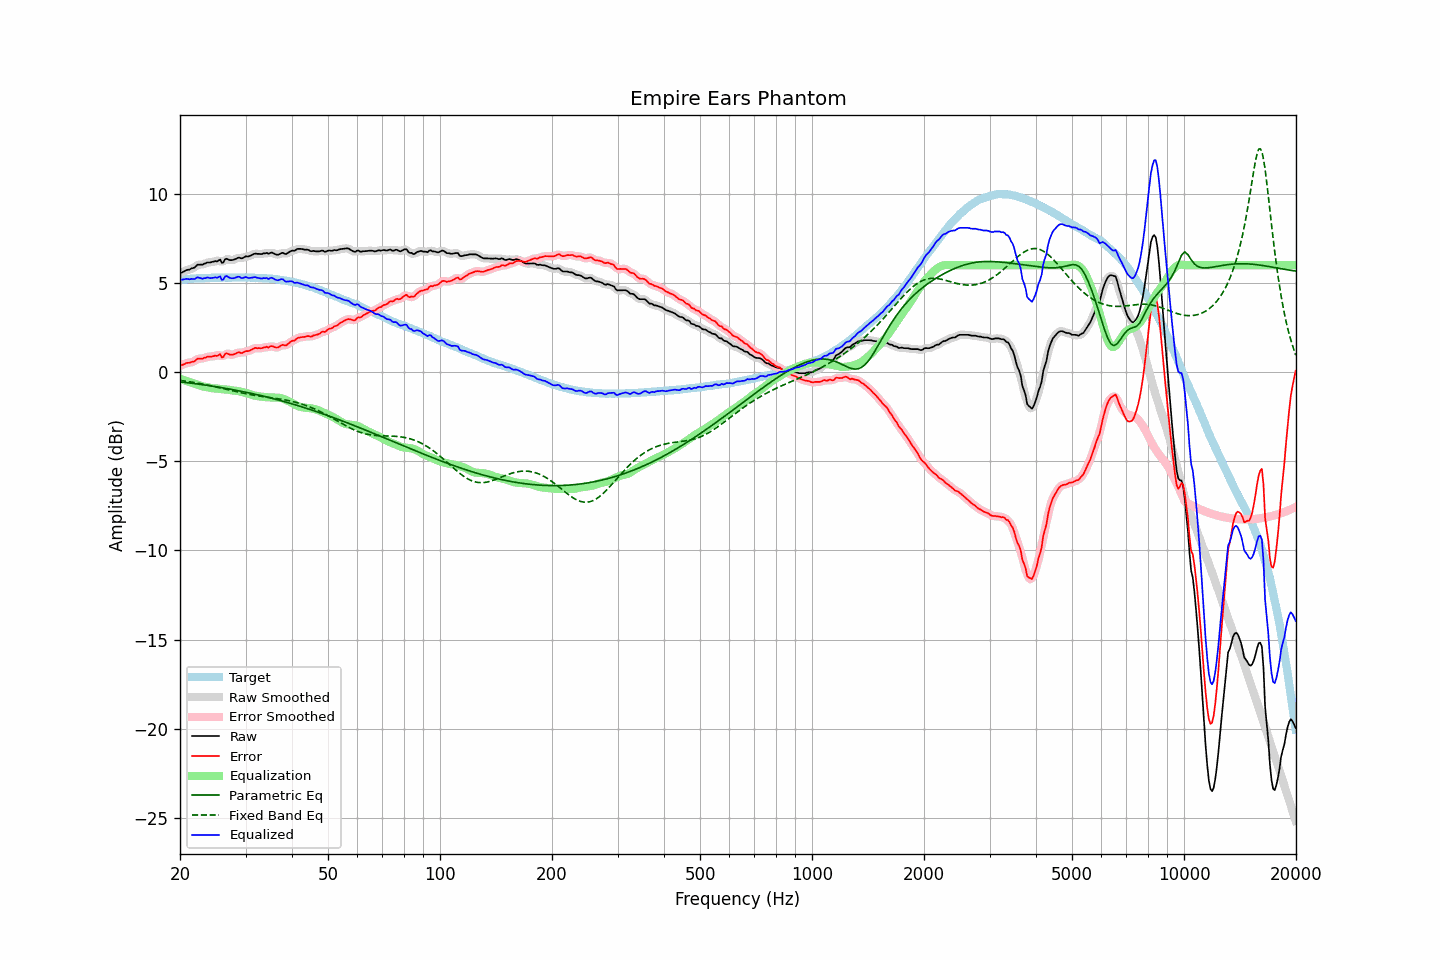 Empire Ears Phantom
Amplitude (dBr)
10
5
0
−5
−10
−15
−20
−25
Target
Raw Smoothed
Error Smoothed
Raw
Error
Equalization
Parametric Eq
Fixed Band Eq
Equalized
20 50 100 200 500 1000 2000 5000 10000 20000
Frequency (Hz)